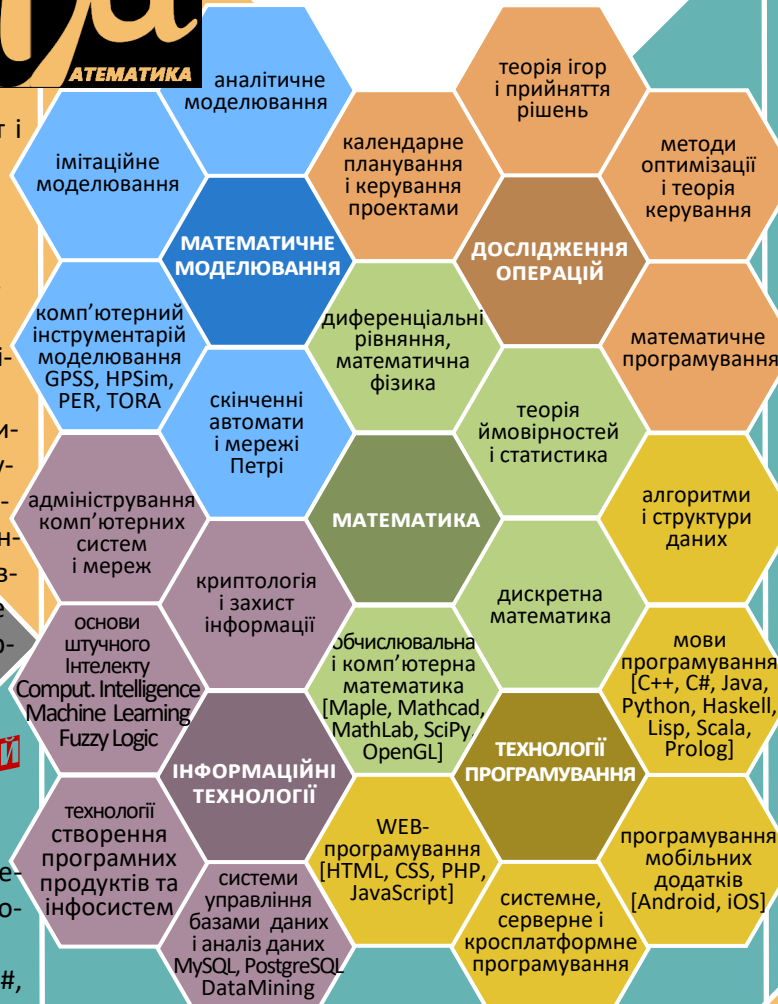 АТЕМАТИКА
т і
і-
и-
у-
-
н-
в-
е
о-
Й
е-
о-
#,
аналітичне
моделювання
теорія ігор
і прийняття
рішень
імітаційне
моделювання
календарне
планування
і керування
проектами
методи
оптимізації
і теорія
керування
МАТЕМАТИЧНЕ
МОДЕЛЮВАННЯ
ДОСЛІДЖЕННЯ
ОПЕРАЦІЙ
комп’ютерний
інструментарій
моделювання
GPSS, HPSim,
PER, TORA
диференціальні
рівняння,
математична
фізика
математичне
програмування
скінченні
автомати
і мережі
Петрі
теорія
ймовірностей
і статистика
адміністрування
комп’ютерних
систем
і мереж
МАТЕМАТИКА
алгоритми
і структури
даних
криптологія
і захист
інформації
дискретна
математика
основи
штучного
Інтелекту
Comput. Intelligence
Machine Learning
Fuzzy Logic
обчислювальна
і комп’ютерна
математика
[Maple, Mathcad,
MathLab, SciPy
OpenGL]
мови
програмування
[C++, C#, Java,
Python, Haskell,
Lisp, Scala,
Prolog]
ІНФОРМАЦІЙНІ
ТЕХНОЛОГІЇ
ТЕХНОЛОГІЇ
ПРОГРАМУВАННЯ
технології
створення
програмних
продуктів та
інфосистем
WEB-
програмування
[HTML, CSS, PHP,
JavaScript]
програмування
мобільних
додатків
[Android, iOS]
системи
управління
базами даних
і аналіз даних
MySQL, PostgreSQL
DataMining
системне,
серверне і
кросплатформне
програмування